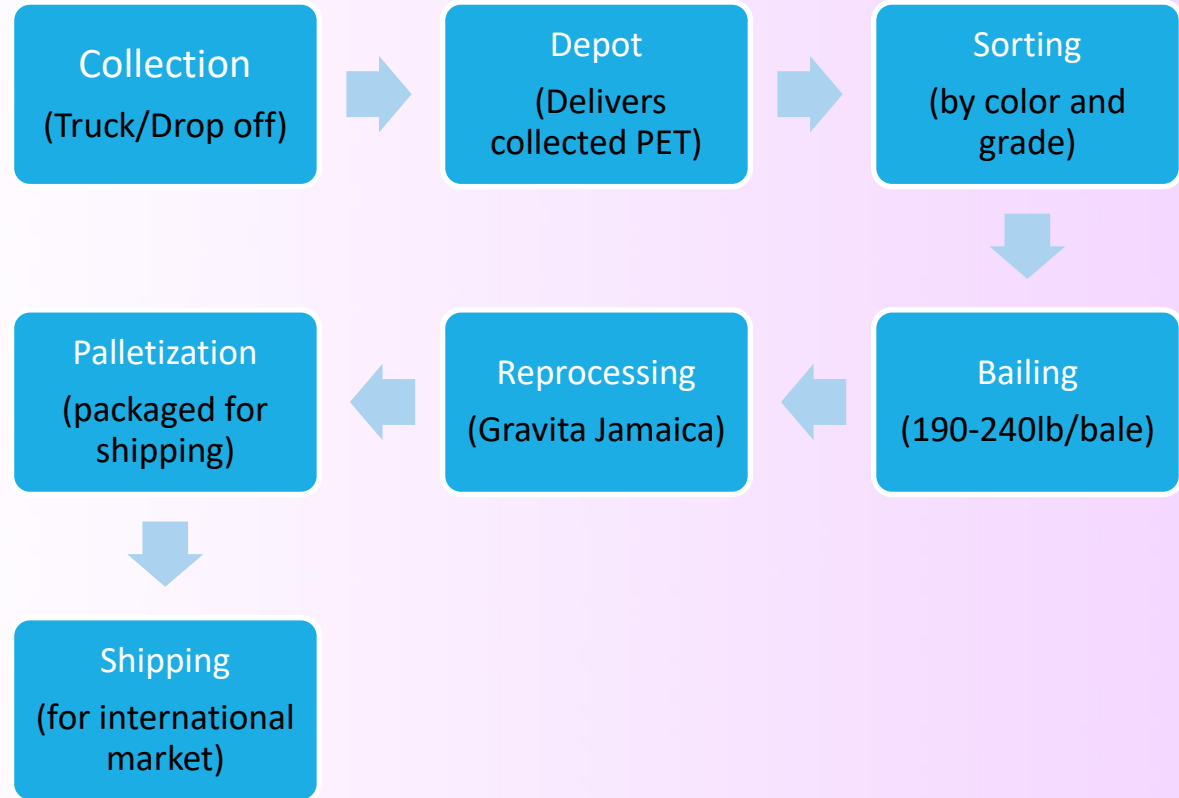 Collection
(Truck/Drop off)
Depot
(Delivers
collected PET)
Sorting
(by color and
grade)
Bailing
(190-240lb/bale)
Reprocessing
(Gravita Jamaica)
Palletization
(packaged for
shipping)
Shipping
(for international
market)